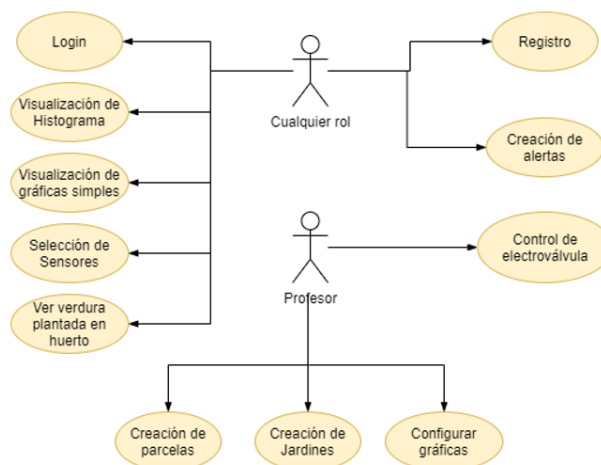 Login
Registro
Visualización de
Histograma
Cualquier rol
Creación de
alertas
Visualización de
gráficas simples
Selección de
Sensores
Control de
electroválvula
Profesor
Ver verdura
plantada en
huerto
Creación de
parcelas
Creación de
Jardines
Configurar
gráficas